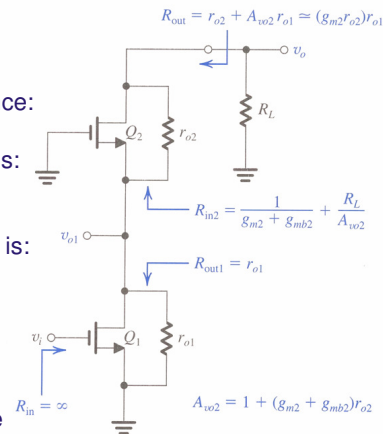 R_out = r_o2 + A_vo2 r_o1 ≃ (g_m2 r_o2) r_o1
v_o
R_L
ce:
Q_2
r_o2
s:
R_in2 = 1 / (g_m2 + g_mb2) + R_L / A_vo2
v_o1
is:
R_out1 = r_o1
v_i
Q_1
r_o1
R_in = ∞
A_vo2 = 1 + (g_m2 + g_mb2) r_o2
e